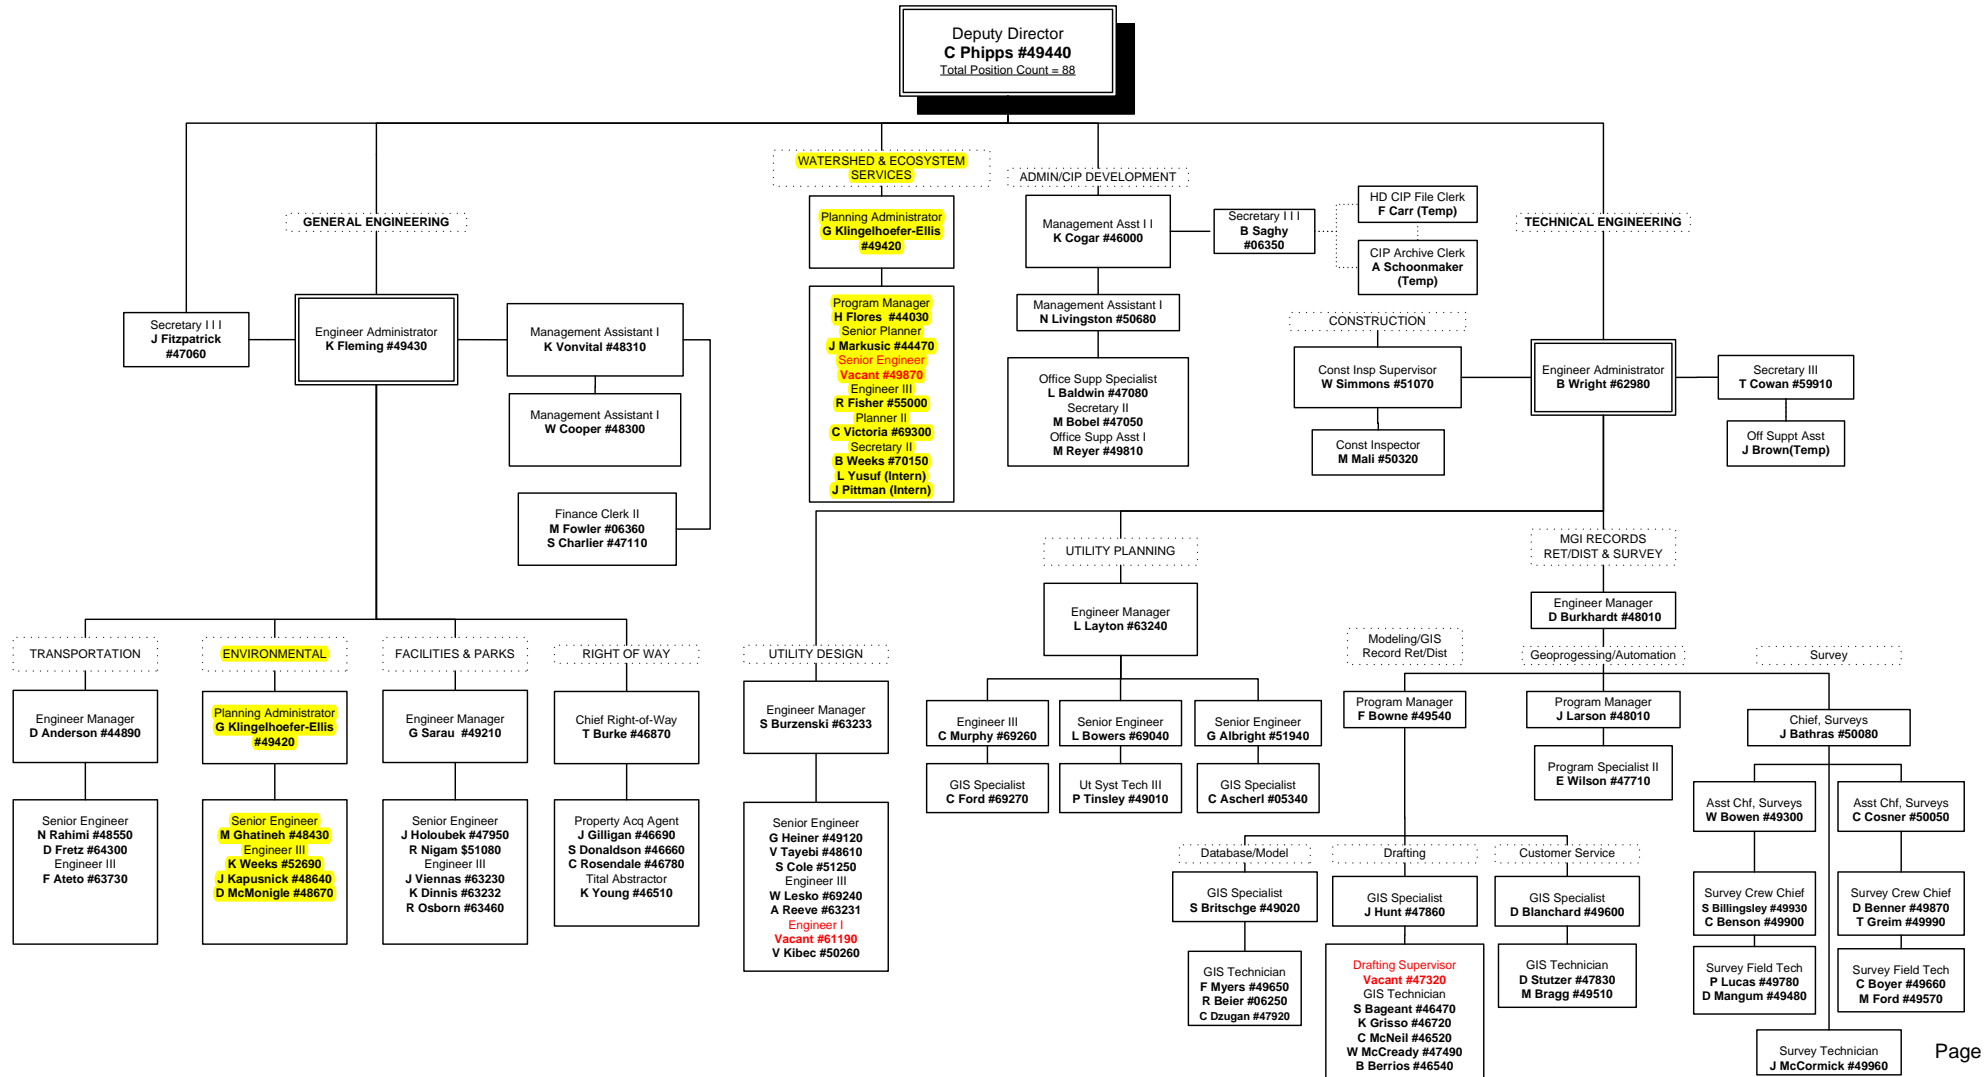 Deputy Director
C Phipps #49440
Total Position Count = 88
WATERSHED & ECOSYSTEM
SERVICES
Planning Administrator
G Klingelhoefer-Ellis
#49420
Program Manager
H Flores  #44030
Senior Planner
J Markusic #44470
Senior Engineer
Vacant #49870
Engineer III
R Fisher #55000
Planner II
C Victoria #69300
Secretary II
B Weeks #70150
L Yusuf (Intern)
J Pittman (Intern)
ADMIN/CIP DEVELOPMENT
Management Asst I I
K Cogar #46000
Secretary I I I
B Saghy
#06350
HD CIP File Clerk
F Carr (Temp)
CIP Archive Clerk
A Schoonmaker
(Temp)
Management Assistant I
N Livingston #50680
Office Supp Specialist
L Baldwin #47080
Secretary II
M Bobel #47050
Office Supp Asst I
M Reyer #49810
GENERAL ENGINEERING
Secretary I I I
J Fitzpatrick
#47060
Engineer Administrator
K Fleming #49430
Management Assistant I
K Vonvital #48310
Management Assistant I
W Cooper #48300
Finance Clerk II
M Fowler #06360
S Charlier #47110
TECHNICAL ENGINEERING
CONSTRUCTION
Const Insp Supervisor
W Simmons #51070
Const Inspector
M Mali #50320
Engineer Administrator
B Wright #62980
Secretary III
T Cowan #59910
Off Suppt Asst
J Brown(Temp)
TRANSPORTATION
Engineer Manager
D Anderson #44890
Senior Engineer
N Rahimi #48550
D Fretz #64300
Engineer III
F Ateto #63730
ENVIRONMENTAL
Planning Administrator
G Klingelhoefer-Ellis
#49420
Senior Engineer
M Ghatineh #48430
Engineer III
K Weeks #52690
J Kapusnick #48640
D McMonigle #48670
FACILITIES & PARKS
Engineer Manager
G Sarau  #49210
Senior Engineer
J Holoubek #47950
R Nigam $51080
Engineer III
J Viennas #63230
K Dinnis #63232
R Osborn #63460
RIGHT OF WAY
Chief Right-of-Way
T Burke #46870
Property Acq Agent
J Gilligan #46690
S Donaldson #46660
C Rosendale #46780
Tital Abstractor
K Young #46510
UTILITY DESIGN
Engineer Manager
S Burzenski #63233
Senior Engineer
G Heiner #49120
V Tayebi #48610
S Cole #51250
Engineer III
W Lesko #69240
A Reeve #63231
Engineer I
Vacant #61190
V Kibec #50260
UTILITY PLANNING
Engineer Manager
L Layton #63240
Engineer III
C Murphy #69260
GIS Specialist
C Ford #69270
Senior Engineer
L Bowers #69040
Ut Syst Tech III
P Tinsley #49010
Senior Engineer
G Albright #51940
GIS Specialist
C Ascherl #05340
MGI RECORDS
RET/DIST & SURVEY
Engineer Manager
D Burkhardt #48010
Modeling/GIS
Record Ret/Dist
Program Manager
F Bowne #49540
Geoprogessing/Automation
Program Manager
J Larson #48010
Program Specialist II
E Wilson #47710
Survey
Chief, Surveys
J Bathras #50080
Database/Model
GIS Specialist
S Britschge #49020
GIS Technician
F Myers #49650
R Beier #06250
C Dzugan #47920
Drafting
GIS Specialist
J Hunt #47860
Drafting Supervisor
Vacant #47320
GIS Technician
S Bageant #46470
K Grisso #46720
C McNeil #46520
W McCready #47490
B Berrios #46540
Customer Service
GIS Specialist
D Blanchard #49600
GIS Technician
D Stutzer #47830
M Bragg #49510
Asst Chf, Surveys
W Bowen #49300
Survey Crew Chief
S Billingsley #49930
C Benson #49900
Survey Field Tech
P Lucas #49780
D Mangum #49480
Asst Chf, Surveys
C Cosner #50050
Survey Crew Chief
D Benner #49870
T Greim #49990
Survey Field Tech
C Boyer #49660
M Ford #49570
Survey Technician
J McCormick #49960
Page